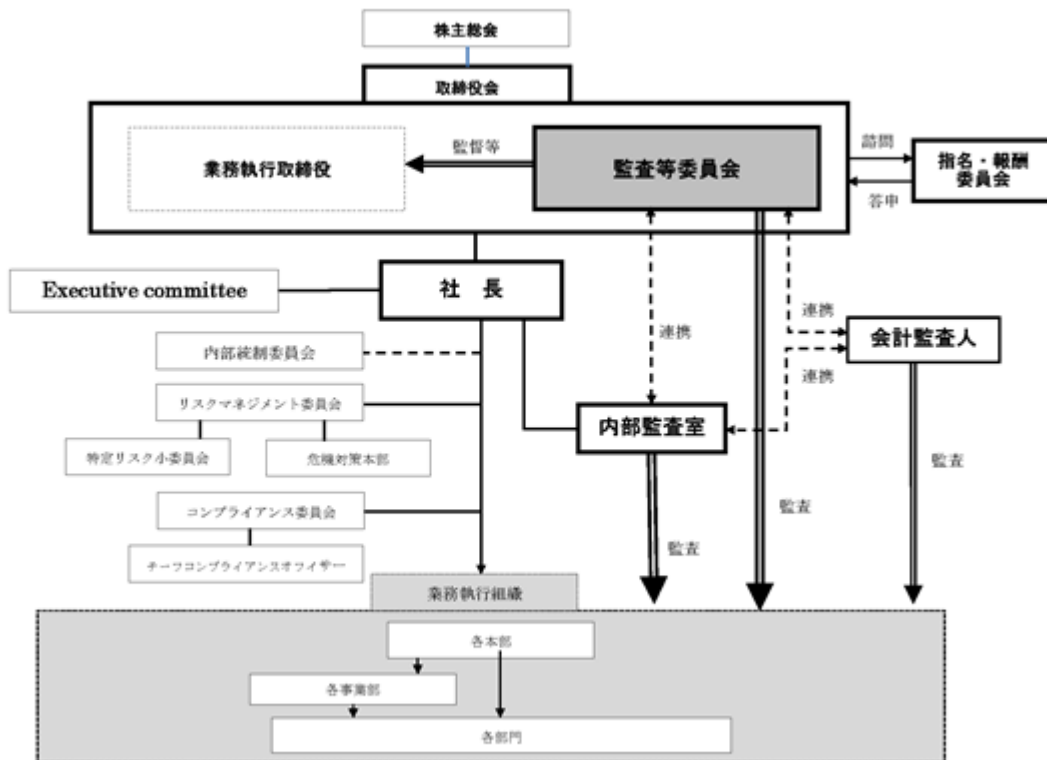 株主総会
取締役会
業務執行取締役
監督等
監査等委員会
諮問
答申
指名・報酬
委員会
Executive committee
社 長
内部統制委員会
連携
連携
会計監査人
連携
リスクマネジメント委員会
特定リスク小委員会
危機対策本部
内部監査室
監査
コンプライアンス委員会
監査
チーフコンプライアンスオフイサー
監査
業務執行組織
各本部
各事業部
各部門